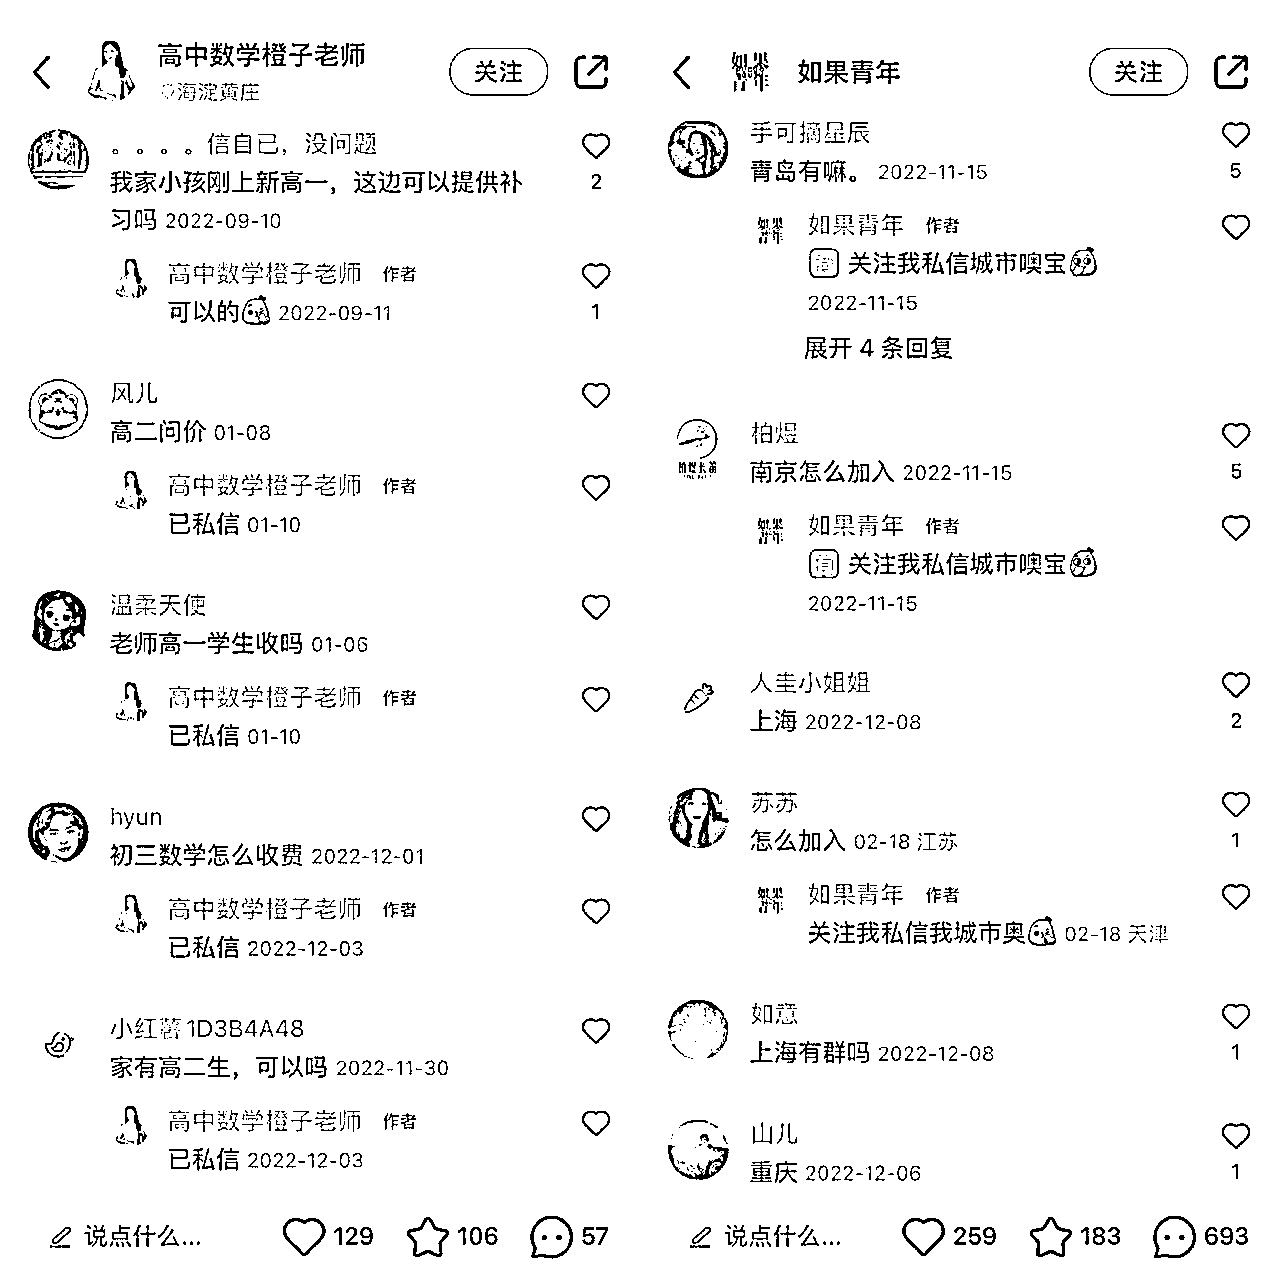 高中数学橙子老师
海淀黄庄
关注
。。。。信自已，没问题
我家小孩刚上新高一，这边可以提供补
习吗 2022-09-10
2
高中数学橙子老师 作者
可以的 2022-09-11
1
风儿
高二问价 01-08
高中数学橙子老师 作者
已私信 01-10
温柔天使
老师高一学生收吗 01-06
高中数学橙子老师 作者
已私信 01-10
hyun
初三数学怎么收费 2022-12-01
高中数学橙子老师 作者
已私信 2022-12-03
小红薯1D3B4A48
家有高二生，可以吗 2022-11-30
高中数学橙子老师 作者
已私信 2022-12-03
说点什么...
129
106
57
如果青年
关注
手可摘星辰
青岛有嘛。 2022-11-15
5
如果青年 作者
关注我私信城市噢宝
2022-11-15
展开 4 条回复
柏煜
南京怎么加入 2022-11-15
5
如果青年 作者
关注我私信城市噢宝
2022-11-15
人圭小姐姐
上海 2022-12-08
2
苏苏
怎么加入 02-18 江苏
1
如果青年 作者
关注我私信我城市奥 02-18 天津
如意
上海有群吗 2022-12-08
1
山儿
重庆 2022-12-06
1
说点什么...
259
183
693